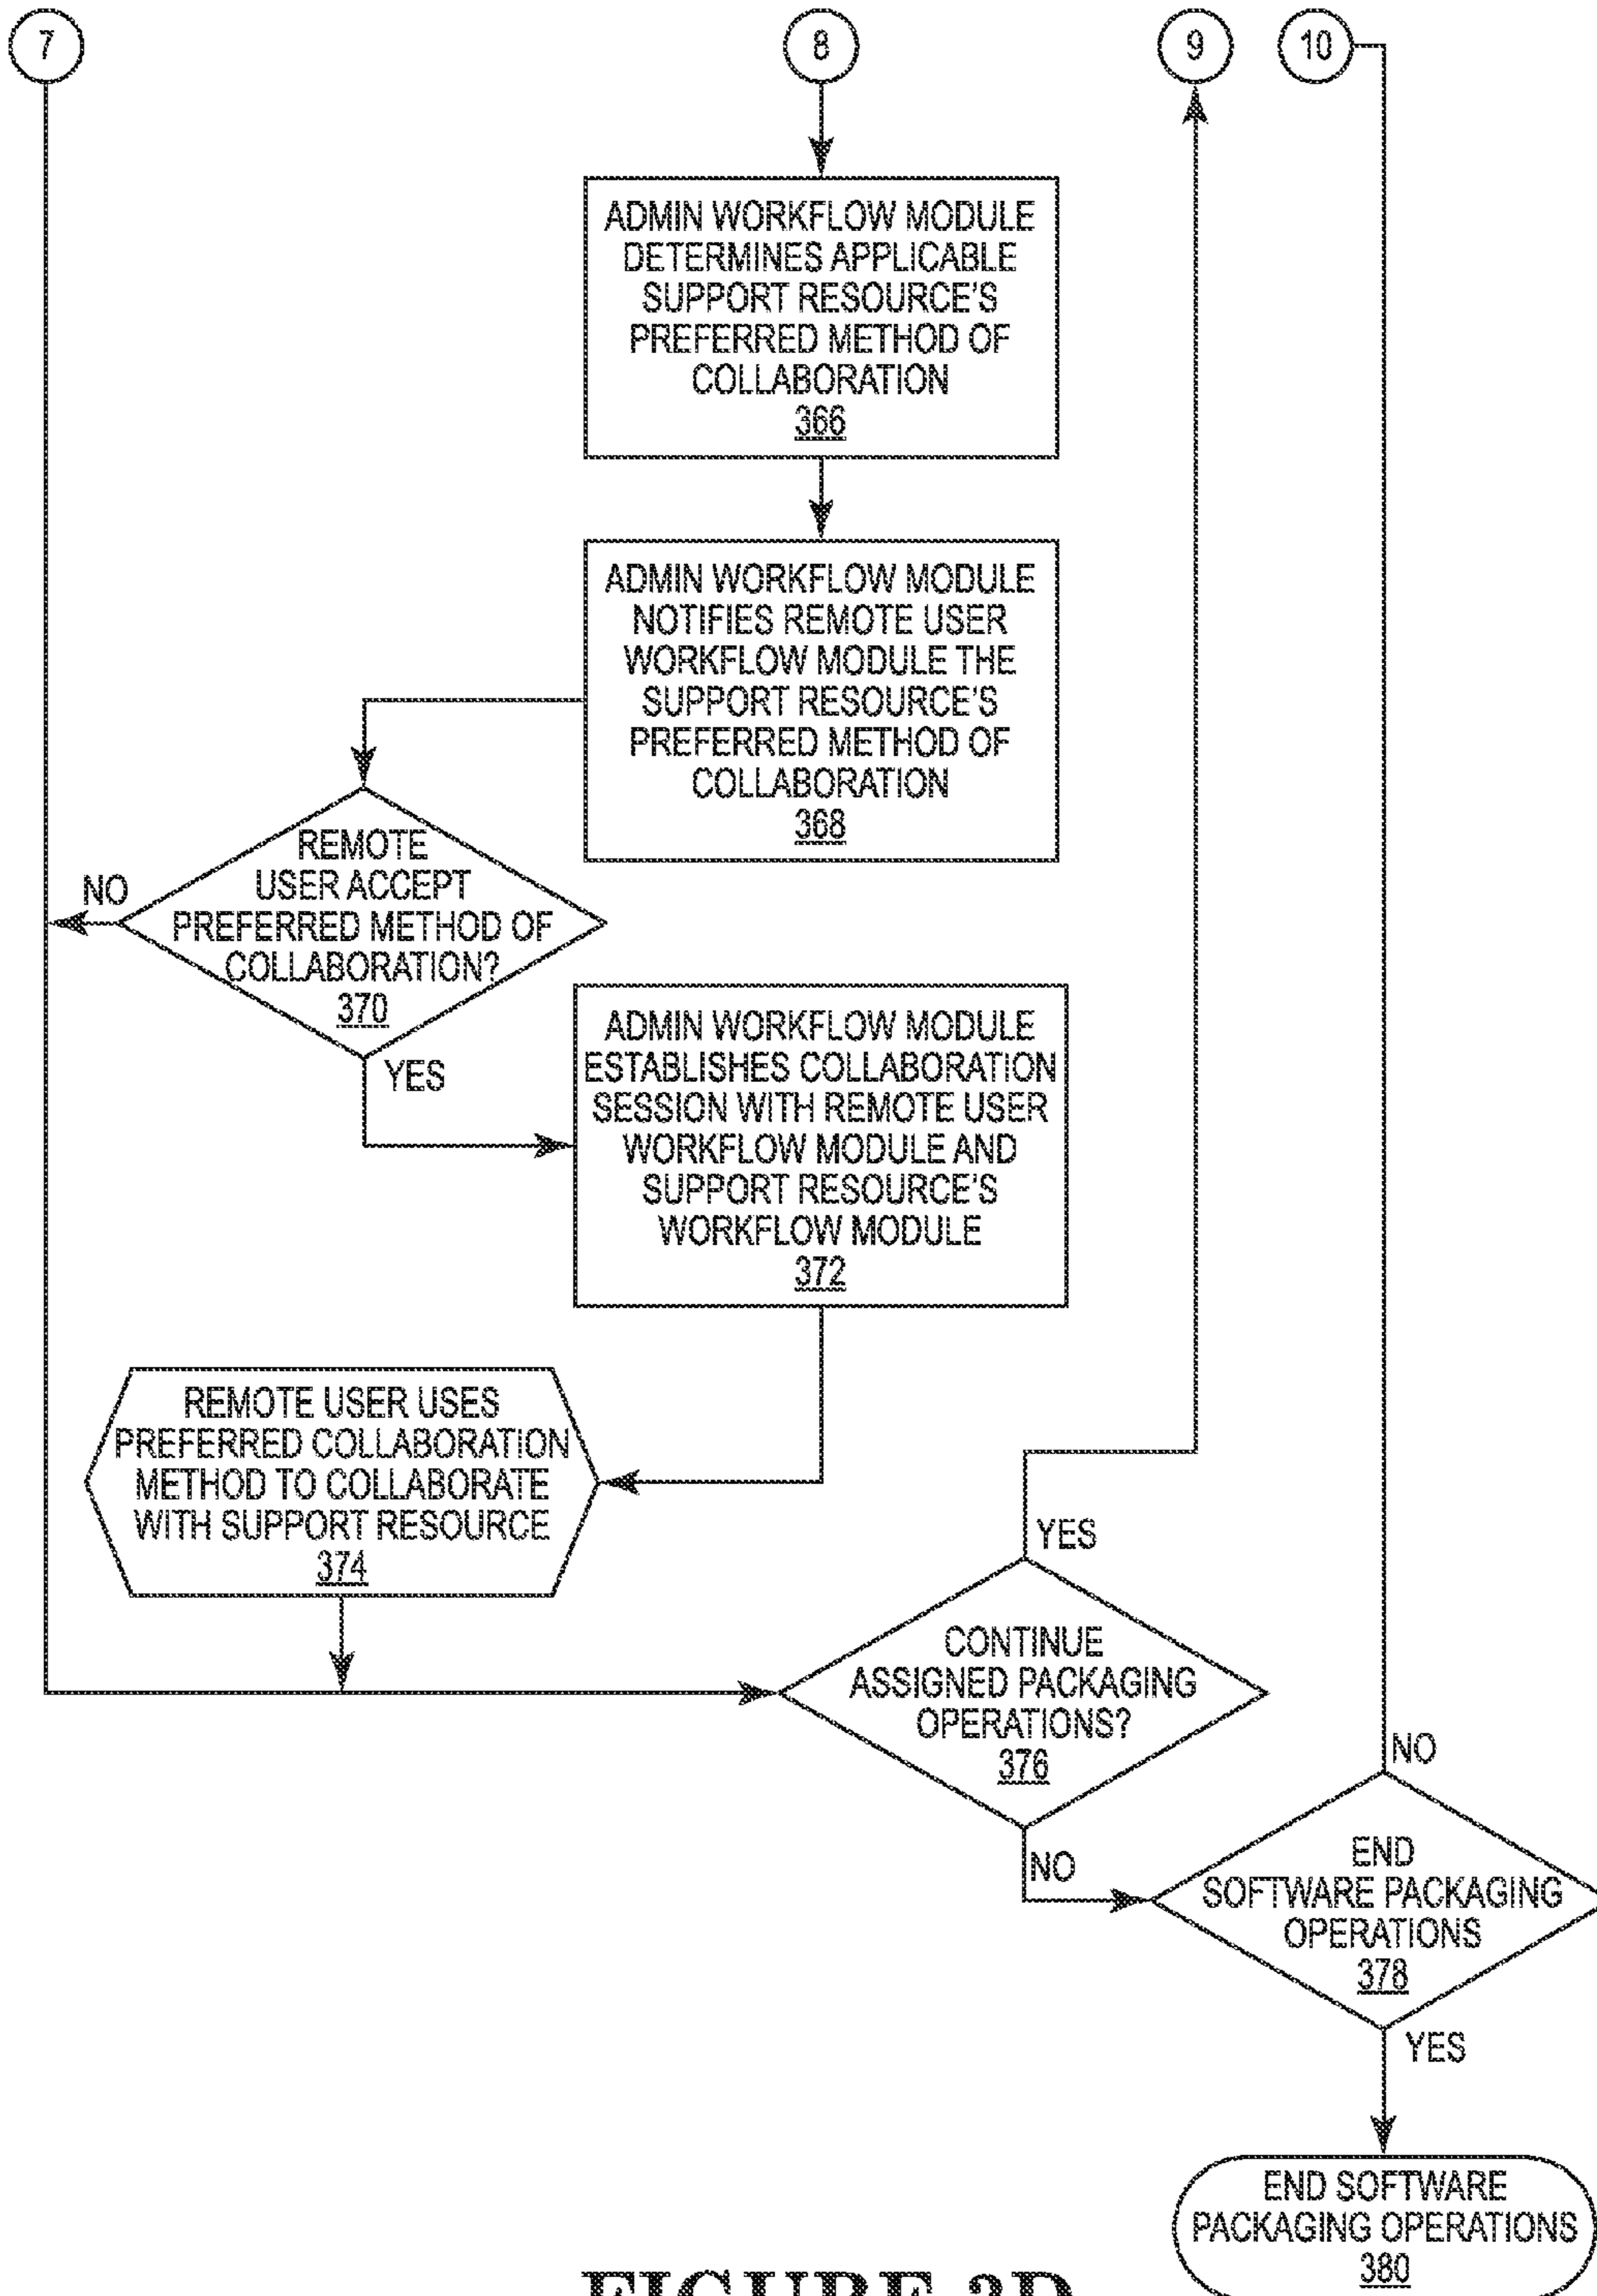 7
8
9
10
ADMIN WORKFLOW MODULE
DETERMINES APPLICABLE
SUPPORT RESOURCE'S
PREFERRED METHOD OF
COLLABORATION
366
ADMIN WORKFLOW MODULE
NOTIFIES REMOTE USER
WORKFLOW MODULE THE
SUPPORT RESOURCE'S
PREFERRED METHOD OF
COLLABORATION
368
REMOTE
USER ACCEPT
PREFERRED METHOD OF
COLLABORATION?
370
NO
YES
ADMIN WORKFLOW MODULE
ESTABLISHES COLLABORATION
SESSION WITH REMOTE USER
WORKFLOW MODULE AND
SUPPORT RESOURCE'S
WORKFLOW MODULE
372
REMOTE USER USES
PREFERRED COLLABORATION
METHOD TO COLLABORATE
WITH SUPPORT RESOURCE
374
YES
CONTINUE
ASSIGNED PACKAGING
OPERATIONS?
376
NO
NO
END
SOFTWARE PACKAGING
OPERATIONS
378
YES
END SOFTWARE
PACKAGING OPERATIONS
380
FIGURE 3D